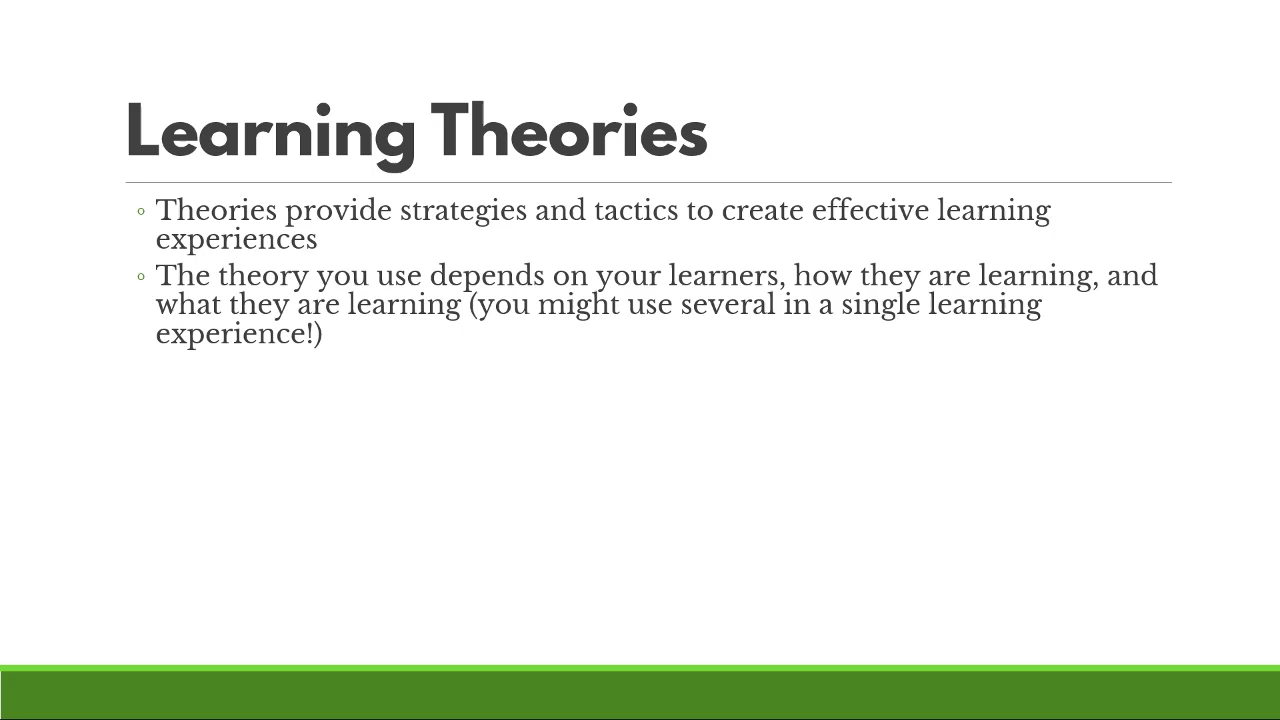 Learning Theories
◦ Theories provide strategies and tactics to create effective learning
experiences
◦ The theory you use depends on your learners, how they are learning, and
what they are learning (you might use several in a single learning
experience!)